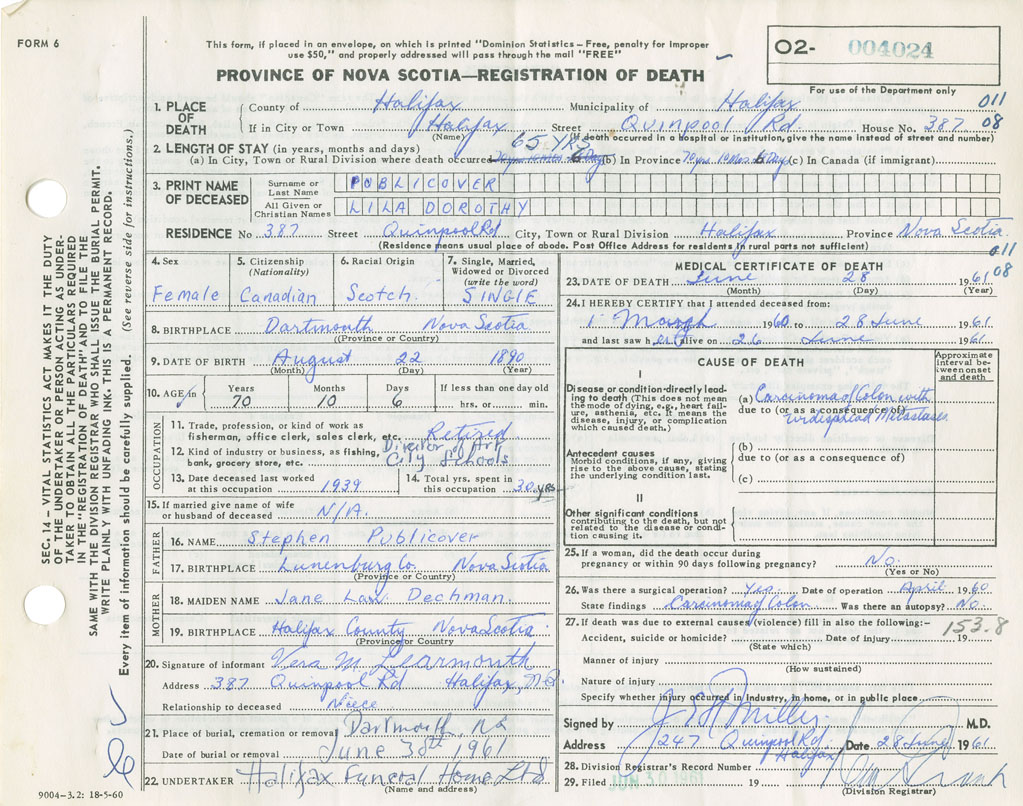 FORM 6
This form, if placed in an envelope, on which is printed "Dominion Statistics – Free, penalty for improper
use $50," and properly addressed will pass through the mail "FREE"
O2- 004024
PROVINCE OF NOVA SCOTIA—REGISTRATION OF DEATH
For use of the Department only
011
08
1. PLACE OF DEATH
County of Halifax Municipality of Halifax
If in City or Town Halifax Street Quinpool Rd House No. 387
(Name) (If death occurred in a hospital or institution, give the name instead of street and number)
2. LENGTH OF STAY (in years, months and days) 65 YRS
(a) In City, Town or Rural Division where death occurred (b) In Province 70 yrs 10 Mos 6 Day (c) In Canada (if immigrant)
3. PRINT NAME OF DECEASED
Surname or Last Name PUBLICOVER
All Given or Christian Names LILA DOROTHY
RESIDENCE No 387 Street Quinpool Rd City, Town or Rural Division Halifax Province Nova Scotia
(Residence means usual place of abode. Post Office Address for residents in rural parts not sufficient)
011
08
4. Sex Female
5. Citizenship (Nationality) Canadian
6. Racial Origin Scotch
7. Single, Married, Widowed or Divorced (write the word) SINGLE
8. BIRTHPLACE Dartmouth Nova Scotia
(Province or Country)
9. DATE OF BIRTH August 22 1890
(Month) (Day) (Year)
10. AGE Years 70 Months 10 Days 6 If less than one day old hrs. or min.
OCCUPATION
11. Trade, profession, or kind of work as fisherman, office clerk, sales clerk, etc. Retired
12. Kind of industry or business, as fishing, bank, grocery store, etc. Director of Art City Schools
13. Date deceased last worked at this occupation 1939
14. Total yrs. spent in this occupation 30 yrs
15. If married give name of wife or husband of deceased N/A.
FATHER
16. NAME Stephen Publicover
17. BIRTHPLACE Lunenburg Co. Nova Scotia
(Province or Country)
MOTHER
18. MAIDEN NAME Jane Law Dechman
19. BIRTHPLACE Halifax County Nova Scotia
(Province or Country)
20. Signature of informant Vera M. Learmouth
Address 387 Quinpool Rd Halifax, N.S.
Relationship to deceased Niece
21. Place of burial, cremation or removal Dartmouth NS
Date of burial or removal June 30th 1961
22. UNDERTAKER Halifax Funeral Home Ltd
(Name and address)
MEDICAL CERTIFICATE OF DEATH
23. DATE OF DEATH June 28 1961
(Month) (Day) (Year)
24. I HEREBY CERTIFY that I attended deceased from:
1 March 1960 to 28 June 1961
and last saw her alive on 26 June 1961
CAUSE OF DEATH
Approximate interval between onset and death
I
Disease or condition directly leading to death (This does not mean the mode of dying, e.g., heart failure, asthenia, etc. It means the disease, injury, or complication which caused death.)
(a) Carcinoma of Colon with
due to (or as a consequence of)
widespread Metastases
Antecedent causes
Morbid conditions, if any, giving rise to the above cause, stating the underlying condition last.
(b)
due to (or as a consequence of)
(c)
II
Other significant conditions contributing to the death, but not related to the disease or condition causing it.
25. If a woman, did the death occur during pregnancy or within 90 days following pregnancy? No.
(Yes or No)
26. Was there a surgical operation? Yes. Date of operation April 1960
State findings Carcinoma of Colon. Was there an autopsy? No.
27. If death was due to external causes (violence) fill in also the following:-
153.8
Accident, suicide or homicide? Date of injury 19
(State which)
Manner of injury
(How sustained)
Nature of injury
Specify whether injury occurred in industry, in home, or in public place
Signed by M.D.
Address 247 Quinpool Rd Halifax Date 28 June 1961
28. Division Registrar's Record Number
29. Filed JUN 30 1961 19
(Division Registrar)
SEC. 14 – VITAL STATISTICS ACT MAKES IT THE DUTY
OF THE UNDERTAKER OR PERSON ACTING AS UNDER-
TAKER TO OBTAIN ALL THE PARTICULARS REQUIRED
IN THE "REGISTRATION OF DEATH" AND TO FILE THE
SAME WITH THE DIVISION REGISTRAR WHO SHALL ISSUE THE BURIAL PERMIT.
WRITE PLAINLY WITH UNFADING INK. THIS IS A PERMANENT RECORD.
Every item of information should be carefully supplied. (See reverse side for instructions.)
9004-3.2: 18-5-60